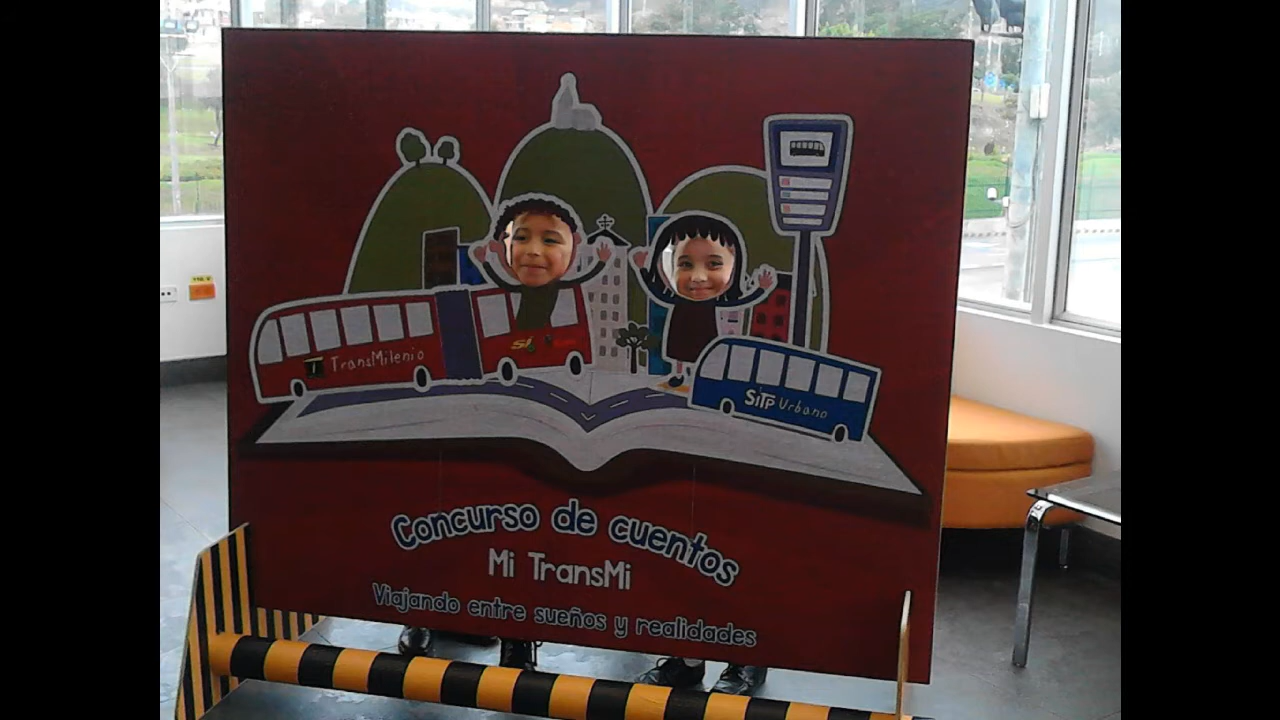 TransMilenio
SiTP Urbano
Concurso de cuentos
Mi TransMi
Viajando entre sueños y realidades